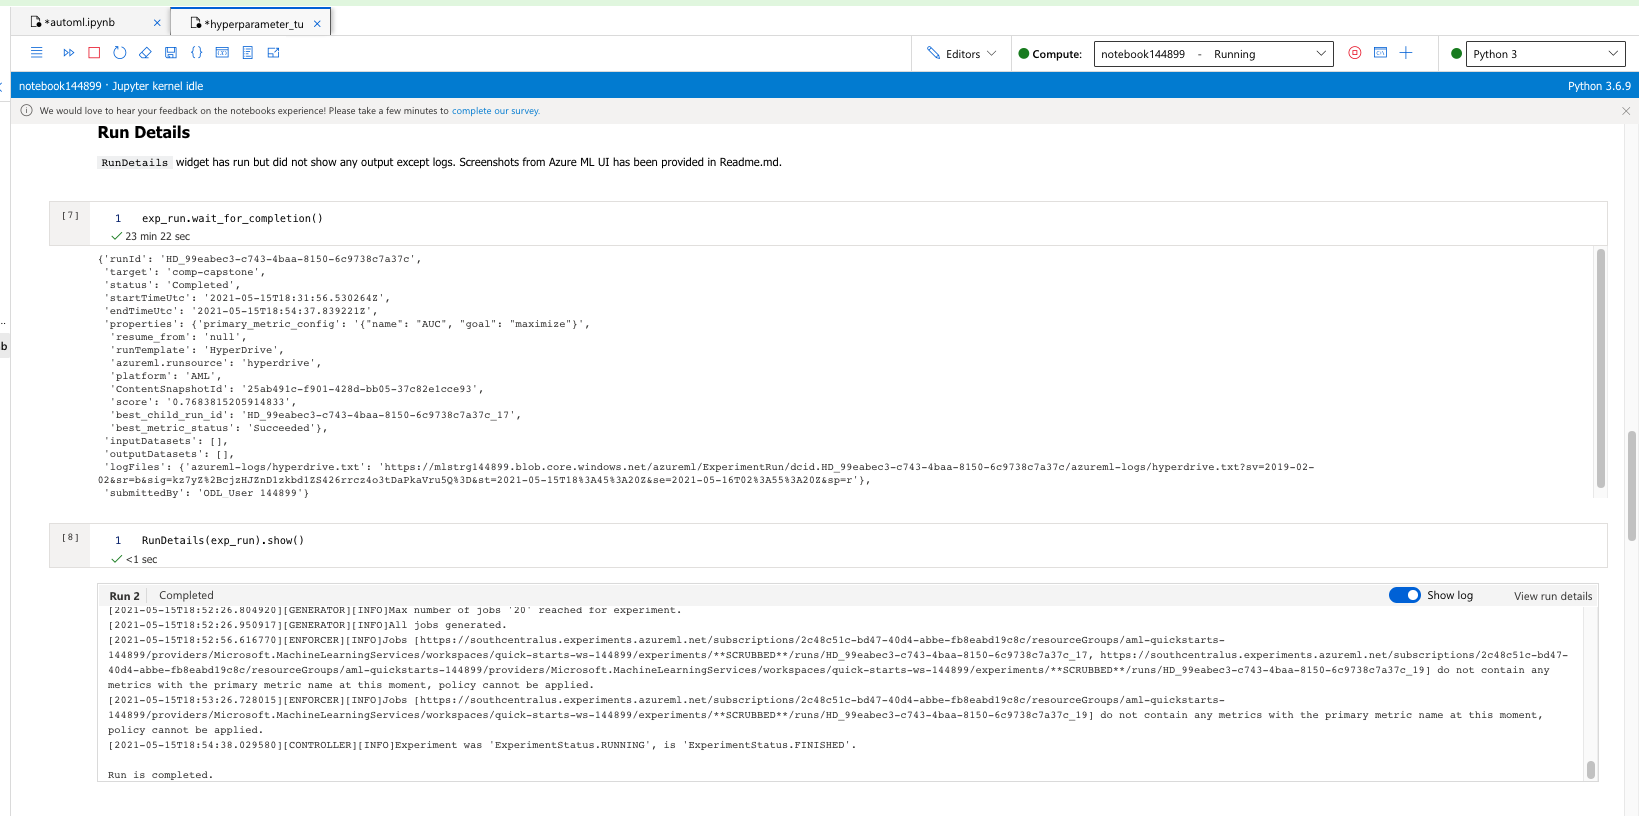 *automl.ipynb
*hyperparameter_tu
Editors
Compute:
notebook144899 - Running
Python 3
notebook144899 · Jupyter kernel idle
Python 3.6.9
We would love to hear your feedback on the notebooks experience! Please take a few minutes to complete our survey.
Run Details
RunDetails widget has run but did not show any output except logs. Screenshots from Azure ML UI has been provided in Readme.md.
[7]
1 exp_run.wait_for_completion()
23 min 22 sec
{'runId': 'HD_99eabec3-c743-4baa-8150-6c9738c7a37c',
'target': 'comp-capstone',
'status': 'Completed',
'startTimeUtc': '2021-05-15T18:31:56.530264Z',
'endTimeUtc': '2021-05-15T18:54:37.839221Z',
'properties': {'primary_metric_config': '{"name": "AUC", "goal": "maximize"}',
'resume_from': 'null',
'runTemplate': 'HyperDrive',
'azureml.runsource': 'hyperdrive',
'platform': 'AML',
'ContentSnapshotId': '25ab491c-f901-428d-bb05-37c82e1cce93',
'score': '0.7683815205914833',
'best_child_run_id': 'HD_99eabec3-c743-4baa-8150-6c9738c7a37c_17',
'best_metric_status': 'Succeeded'},
'inputDatasets': [],
'outputDatasets': [],
'logFiles': {'azureml-logs/hyperdrive.txt': 'https://mlstrg144899.blob.core.windows.net/azureml/ExperimentRun/dcid.HD_99eabec3-c743-4baa-8150-6c9738c7a37c/azureml-logs/hyperdrive.txt?sv=2019-02-
02&sr=b&sig=kz7yZ%2BcjzHJZnD1zkbd1ZS426rrcz4o3tDaPkaVru5Q%3D&st=2021-05-15T18%3A45%3A20Z&se=2021-05-16T02%3A55%3A20Z&sp=r'},
'submittedBy': 'ODL_User 144899'}
[8]
1 RunDetails(exp_run).show()
<1 sec
Run 2 Completed
Show log
View run details
[2021-05-15T18:52:26.804920][GENERATOR][INFO]Max number of jobs '20' reached for experiment.
[2021-05-15T18:52:26.950917][GENERATOR][INFO]All jobs generated.
[2021-05-15T18:52:56.616770][ENFORCER][INFO]Jobs [https://southcentralus.experiments.azureml.net/subscriptions/2c48c51c-bd47-40d4-abbe-fb8eabd19c8c/resourceGroups/aml-quickstarts-
144899/providers/Microsoft.MachineLearningServices/workspaces/quick-starts-ws-144899/experiments/**SCRUBBED**/runs/HD_99eabec3-c743-4baa-8150-6c9738c7a37c_17, https://southcentralus.experiments.azureml.net/subscriptions/2c48c51c-bd47-
40d4-abbe-fb8eabd19c8c/resourceGroups/aml-quickstarts-144899/providers/Microsoft.MachineLearningServices/workspaces/quick-starts-ws-144899/experiments/**SCRUBBED**/runs/HD_99eabec3-c743-4baa-8150-6c9738c7a37c_19] do not contain any
metrics with the primary metric name at this moment, policy cannot be applied.
[2021-05-15T18:53:26.728015][ENFORCER][INFO]Jobs [https://southcentralus.experiments.azureml.net/subscriptions/2c48c51c-bd47-40d4-abbe-fb8eabd19c8c/resourceGroups/aml-quickstarts-
144899/providers/Microsoft.MachineLearningServices/workspaces/quick-starts-ws-144899/experiments/**SCRUBBED**/runs/HD_99eabec3-c743-4baa-8150-6c9738c7a37c_19] do not contain any metrics with the primary metric name at this moment,
policy cannot be applied.
[2021-05-15T18:54:38.029580][CONTROLLER][INFO]Experiment was 'ExperimentStatus.RUNNING', is 'ExperimentStatus.FINISHED'.
Run is completed.